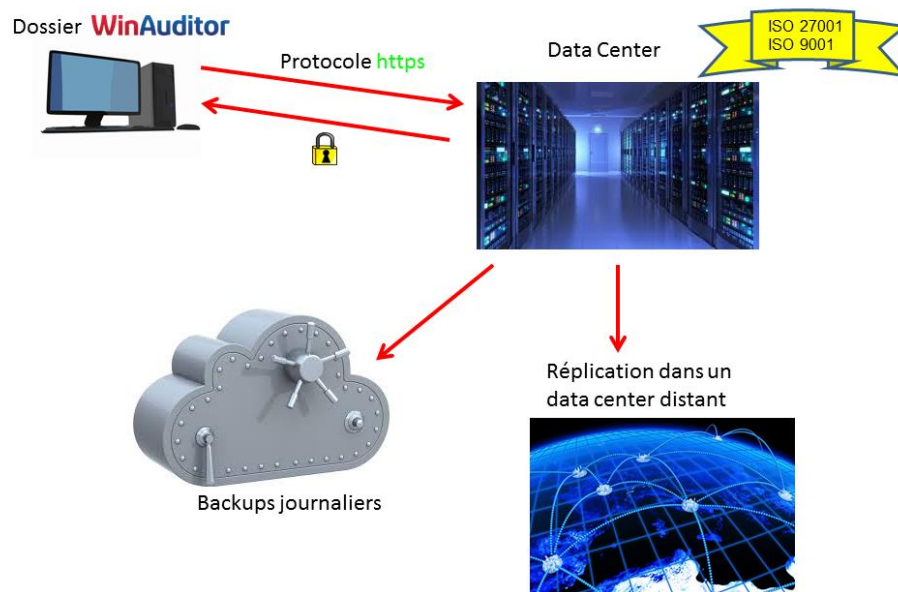 Dossier WinAuditor
Protocole https
Data Center
ISO 27001
ISO 9001
Réplication dans un
data center distant
Backups journaliers